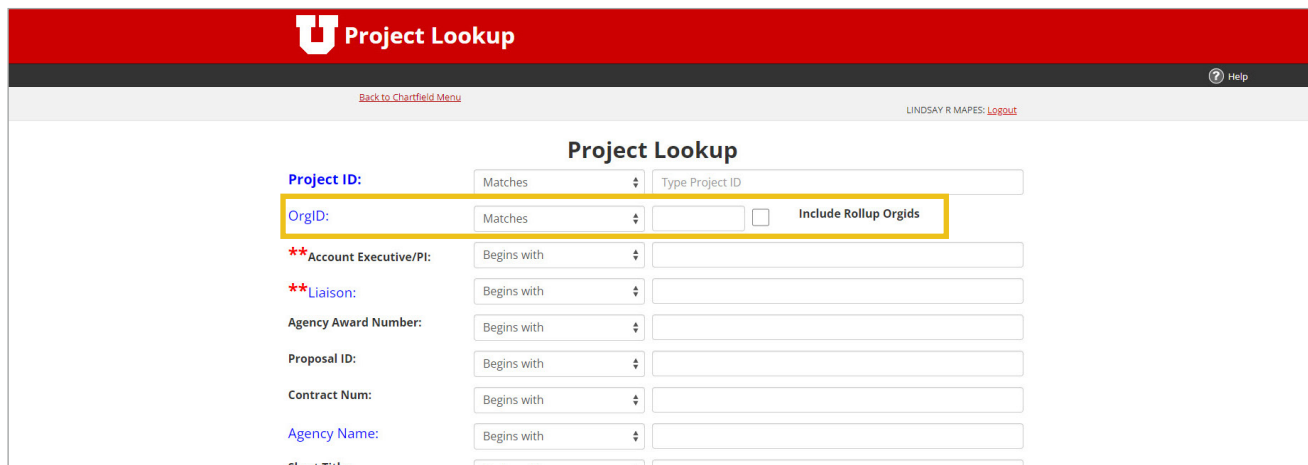 U Project Lookup
? Help
Back to Chartfield Menu
LINDSAY R MAPES: Logout
Project Lookup
Project ID: Matches Type Project ID
OrgID: Matches Include Rollup Orgids
**Account Executive/PI: Begins with
**Liaison: Begins with
Agency Award Number: Begins with
Proposal ID: Begins with
Contract Num: Begins with
Agency Name: Begins with